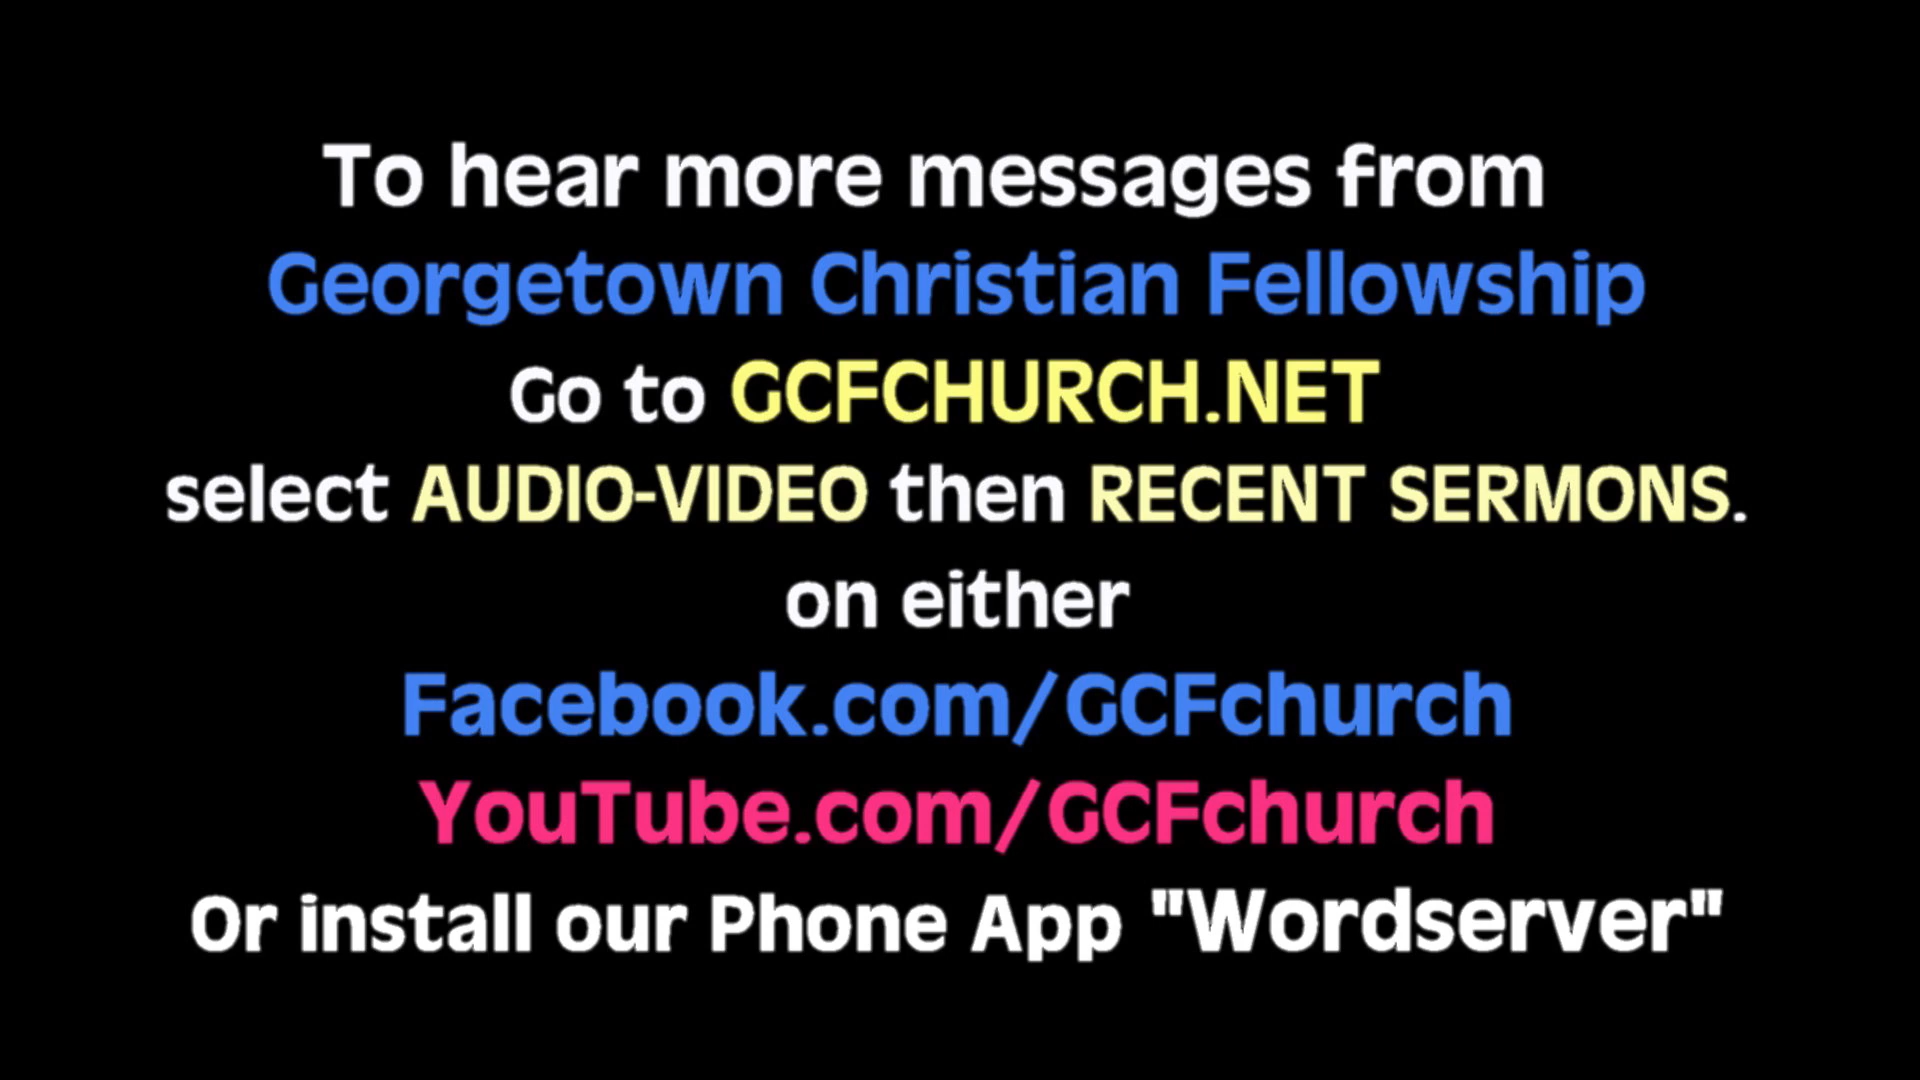 To hear more messages from
Georgetown Christian Fellowship
Go to GCFCHURCH.NET
select AUDIO-VIDEO then RECENT SERMONS.
on either
Facebook.com/GCFchurch
YouTube.com/GCFchurch
Or install our Phone App "Wordserver"